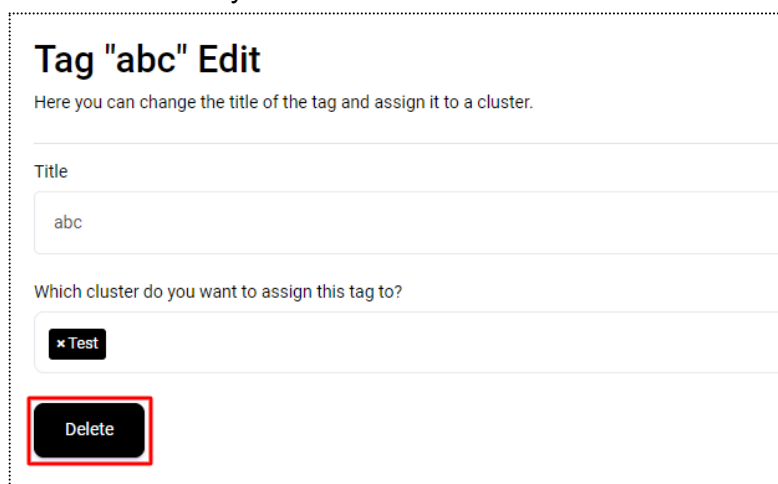 Tag "abc" Edit
Here you can change the title of the tag and assign it to a cluster.
Title
abc
Which cluster do you want to assign this tag to?
× Test
Delete